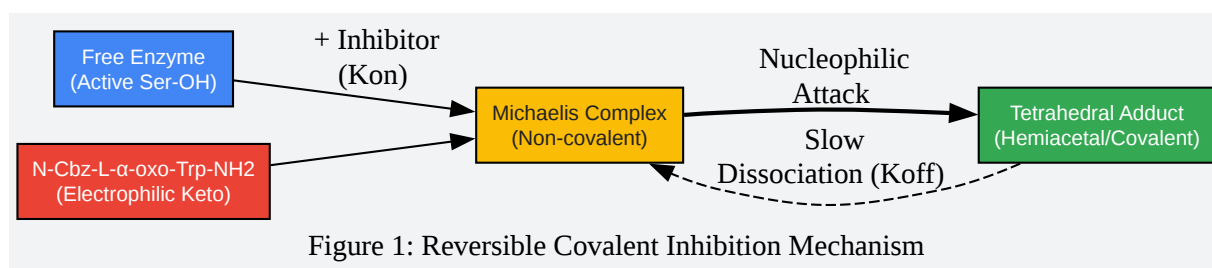 Free Enzyme
(Active Ser-OH)
+ Inhibitor
(Kon)
N-Cbz-L-α-oxo-Trp-NH2
(Electrophilic Keto)
Michaelis Complex
(Non-covalent)
Nucleophilic
Attack
Slow
Dissociation (Koff)
Tetrahedral Adduct
(Hemiacetal/Covalent)
Figure 1: Reversible Covalent Inhibition Mechanism